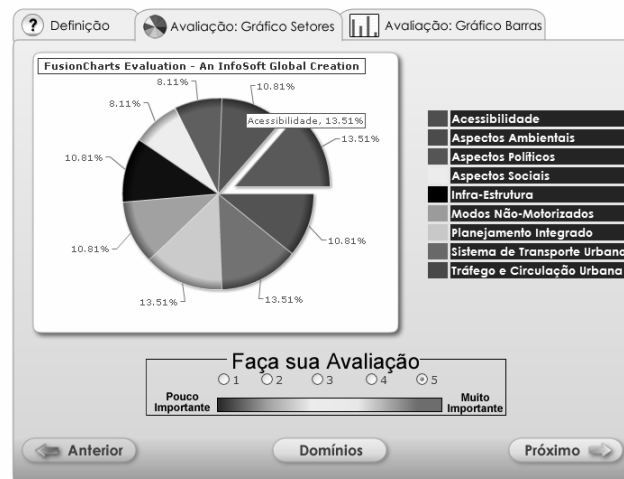 ? Definição
Avaliação: Gráfico Setores
Avaliação: Gráfico Barras
FusionCharts Evaluation - An InfoSoft Global Creation
8.11%
10.81%
8.11%
Acessibilidade, 13.51%
13.51%
10.81%
10.81%
10.81%
13.51%
13.51%
Acessibilidade
Aspectos Ambientais
Aspectos Políticos
Aspectos Sociais
Infra-Estrutura
Modos Não-Motorizados
Planejamento Integrado
Sistema de Transporte Urbano
Tráfego e Circulação Urbana
Faça sua Avaliação
1 2 3 4 5
Pouco Importante
Muito Importante
Anterior
Domínios
Próximo